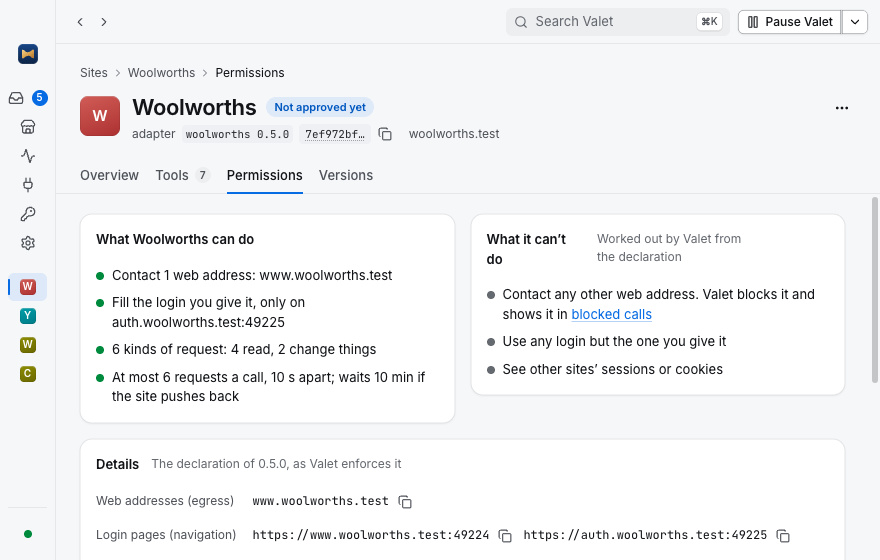 Search Valet
⌘K
Pause Valet
5
Sites
Woolworths
Permissions
W
Woolworths
Not approved yet
adapter
woolworths 0.5.0
7ef972bf…
woolworths.test
Overview
Tools 7
Permissions
Versions
W
Y
W
C
What Woolworths can do
Contact 1 web address: www.woolworths.test
Fill the login you give it, only on
auth.woolworths.test:49225
6 kinds of request: 4 read, 2 change things
At most 6 requests a call, 10 s apart; waits 10 min if
the site pushes back
What it can’t
do
Worked out by Valet from
the declaration
Contact any other web address. Valet blocks it and
shows it in blocked calls
Use any login but the one you give it
See other sites’ sessions or cookies
Details
The declaration of 0.5.0, as Valet enforces it
Web addresses (egress)
www.woolworths.test
Login pages (navigation)
https://www.woolworths.test:49224
https://auth.woolworths.test:49225